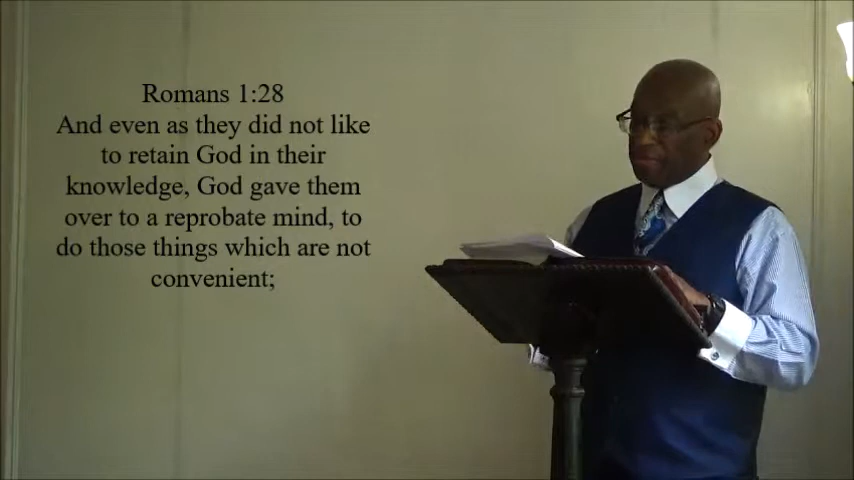 Romans 1:28
And even as they did not like
to retain God in their
knowledge, God gave them
over to a reprobate mind, to
do those things which are not
convenient;